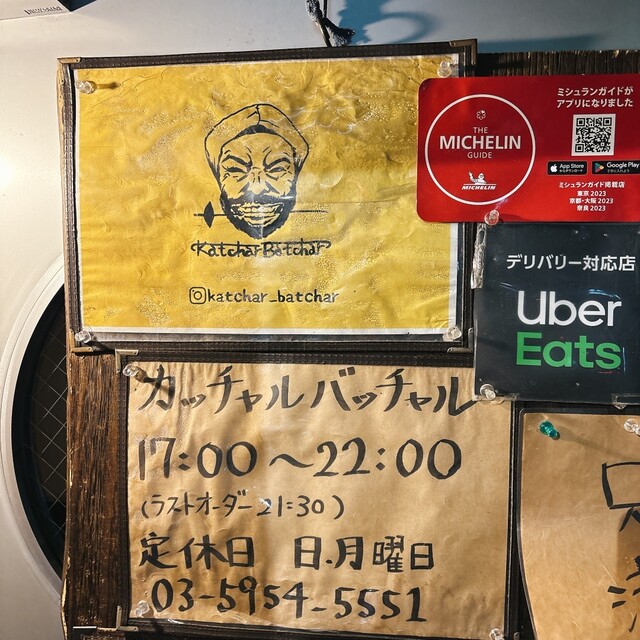 Katchar Batchar
katchar_batchar
ミシュランガイドが
アプリになりました
THE
MICHELIN
GUIDE
MICHELIN
App Store
Google Play
ミシュランガイド掲載店
東京 2023
京都・大阪 2023
奈良 2023
デリバリー対応店
Uber
Eats
カッチャルバッチャル
17:00〜22:00
(ラストオーダー21:30)
定休日 日.月曜日
03-5954-5551